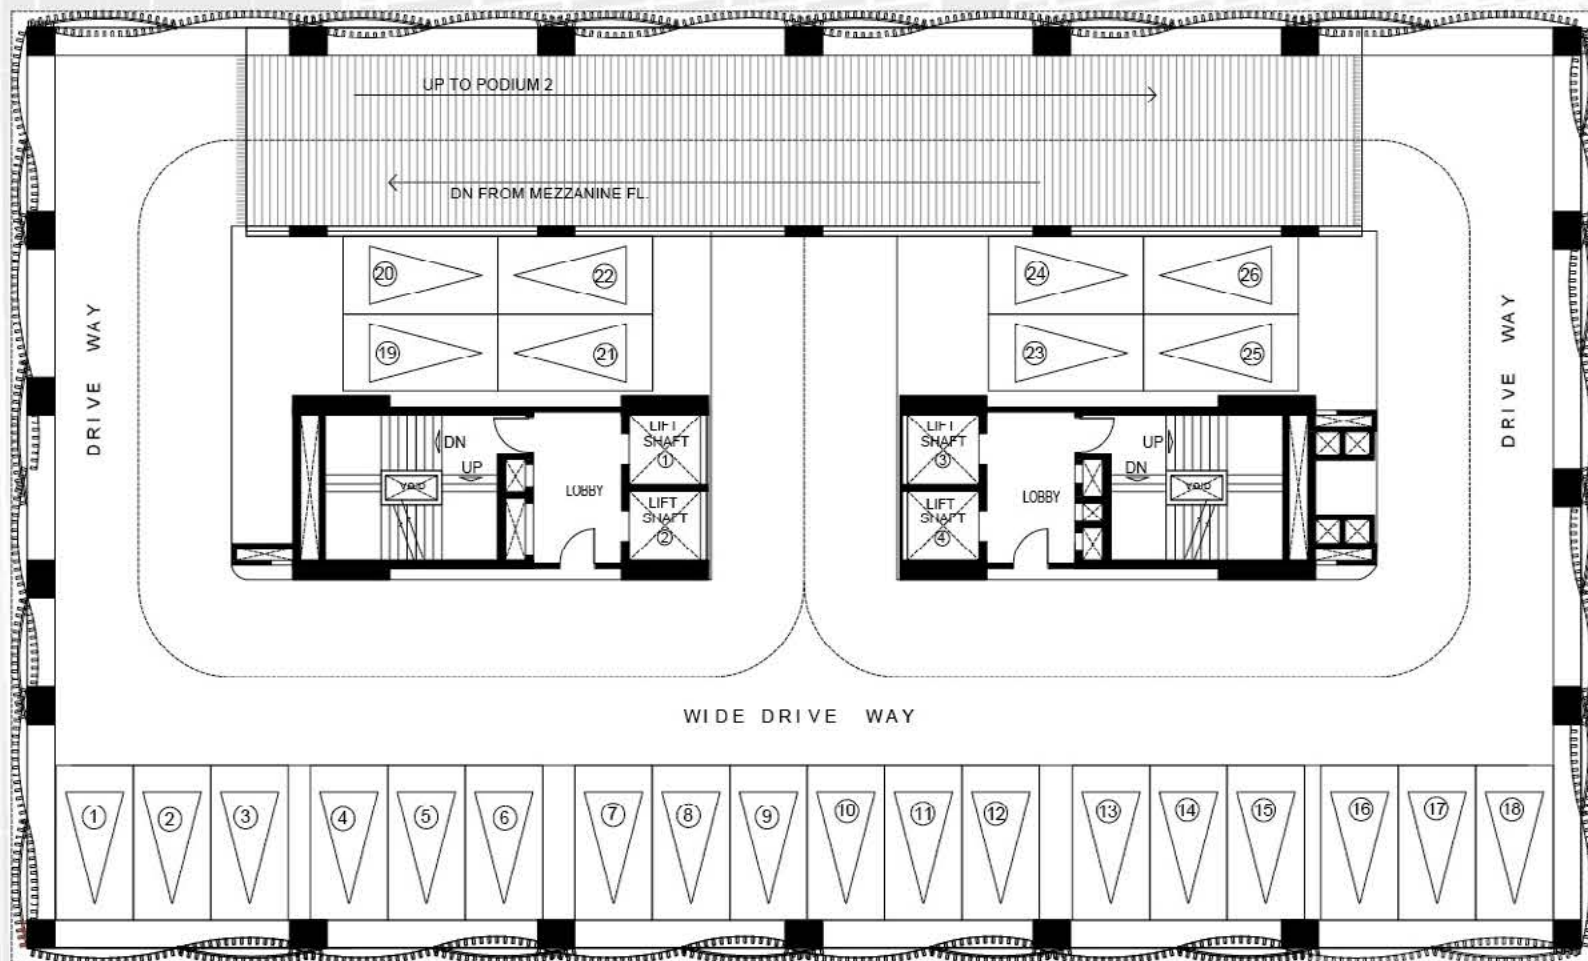 UP TO PODIUM 2
DN FROM MEZZANINE FL.
20
22
24
26
19
21
23
25
DRIVE WAY
DRIVE WAY
DN
UP
VOID
LOBBY
LIFT
SHAFT
1
LIFT
SHAFT
2
LIFT
SHAFT
3
LIFT
SHAFT
4
LOBBY
UP
DN
VOID
WIDE DRIVE WAY
1
2
3
4
5
6
7
8
9
10
11
12
13
14
15
16
17
18